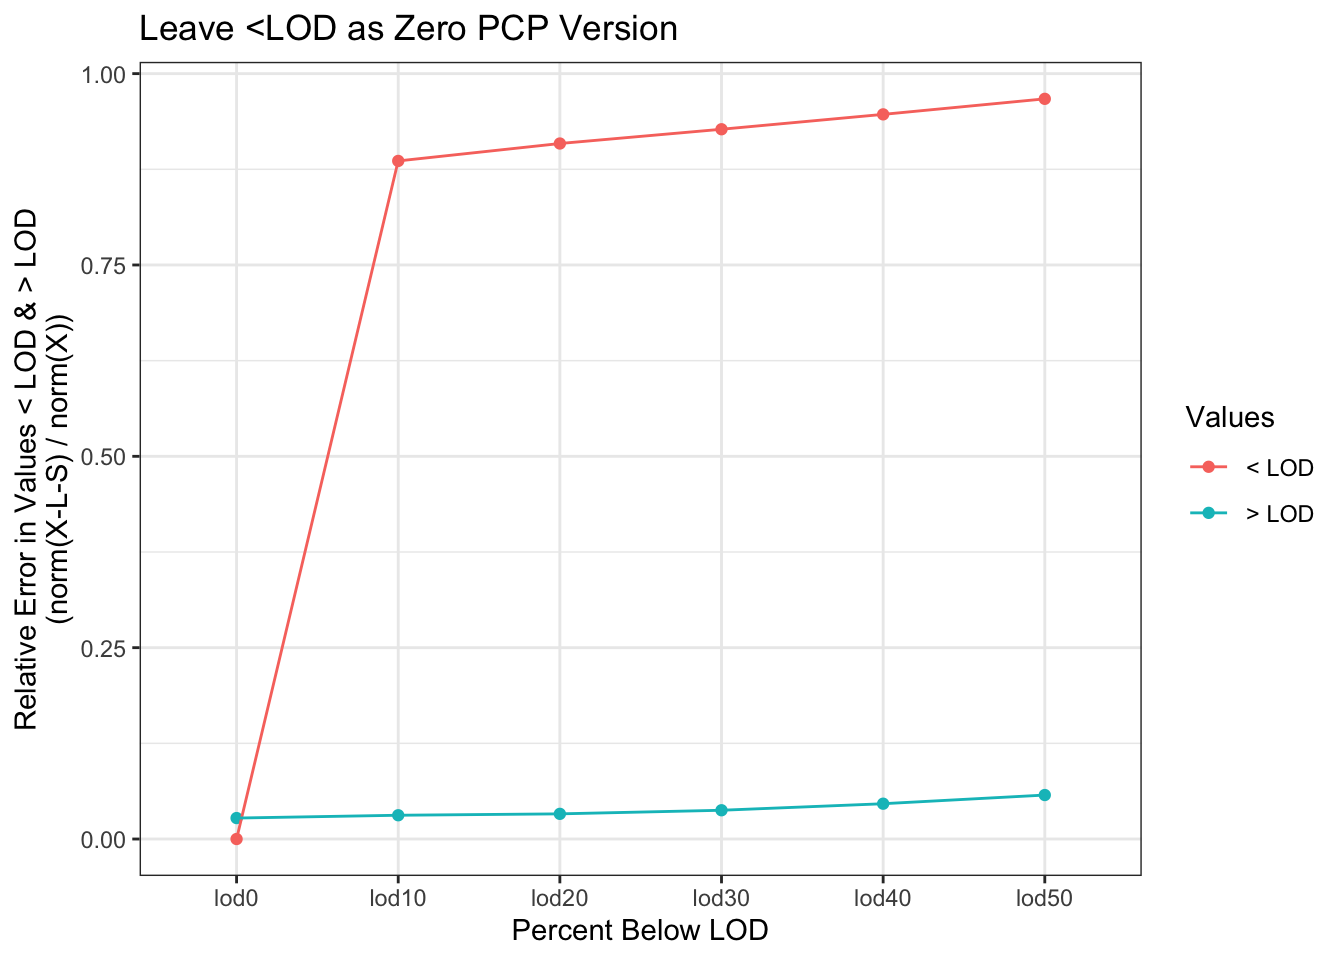 Leave <LOD as Zero PCP Version
Relative Error in Values < LOD & > LOD
(norm(X-L-S) / norm(X))
1.00
0.75
0.50
0.25
0.00
lod0
lod10
lod20
lod30
lod40
lod50
Percent Below LOD
Values
< LOD
> LOD